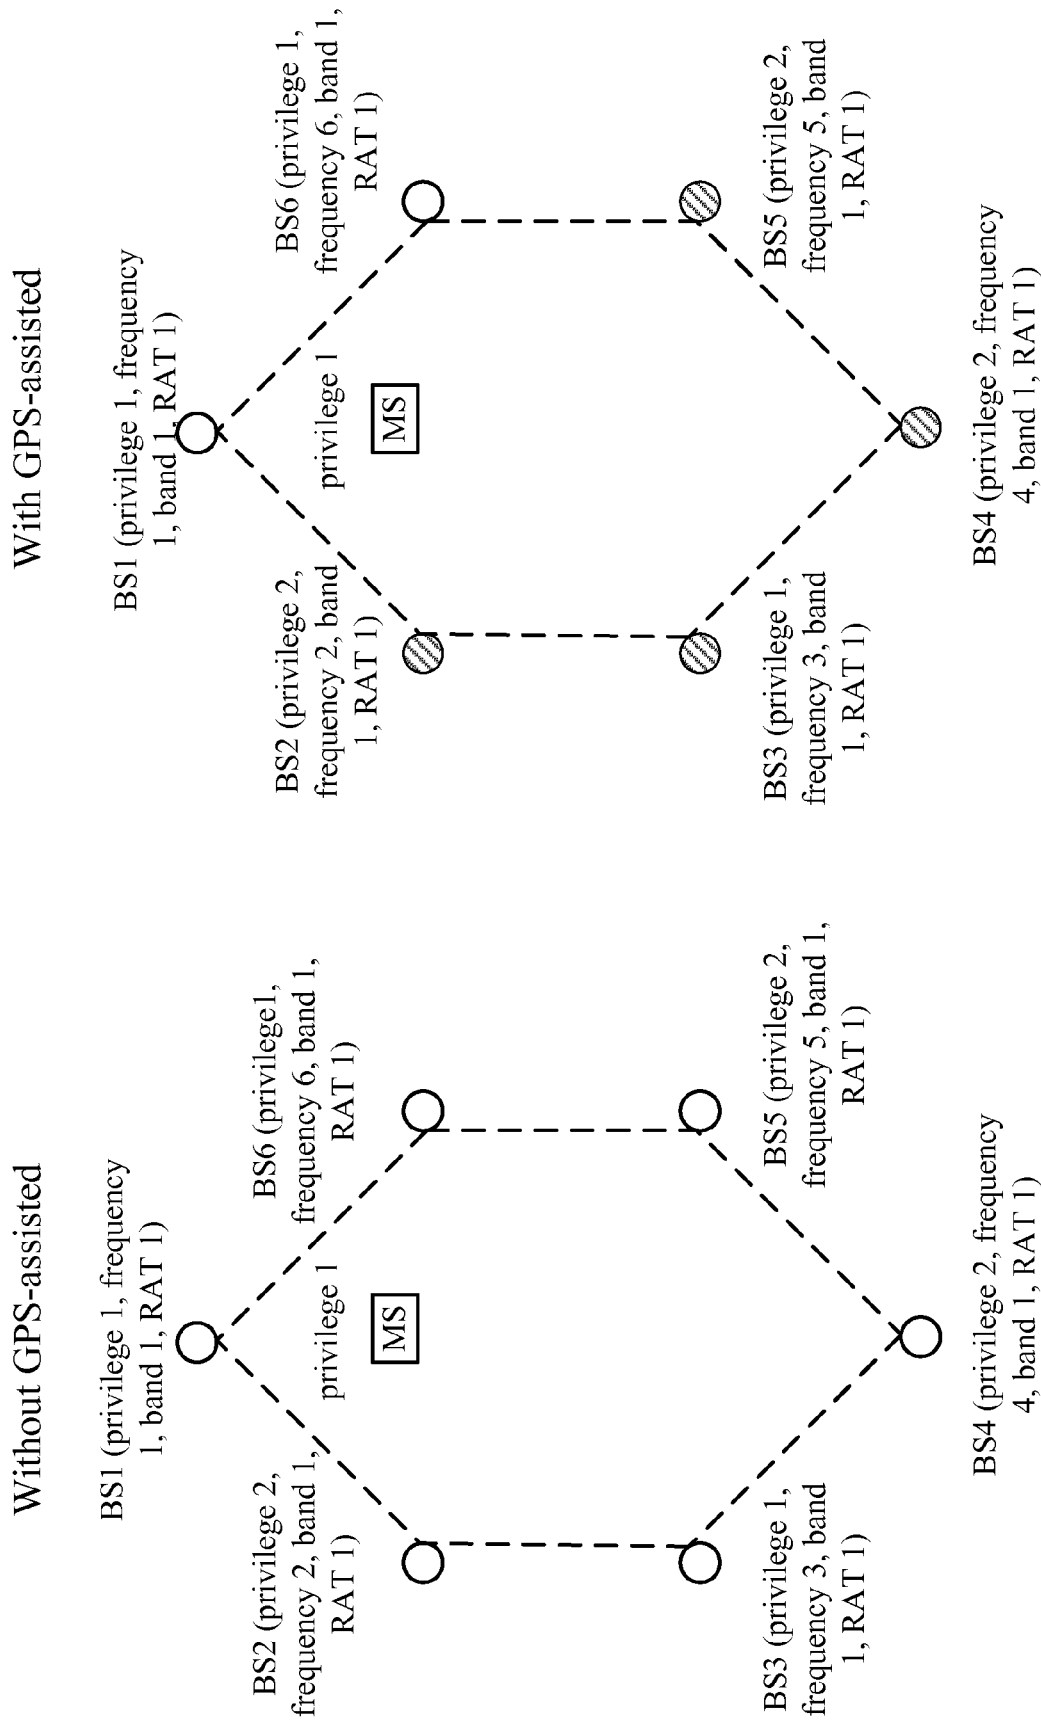 Without GPS-assisted
BS1 (privilege 1, frequency
1, band 1, RAT 1)
BS2 (privilege 2,
frequency 2, band 1,
RAT 1)
BS6 (privilege1,
frequency 6, band 1,
RAT 1)
privilege 1
MS
BS3 (privilege 1,
frequency 3, band
1, RAT 1)
BS5 (privilege 2,
frequency 5, band 1,
RAT 1)
BS4 (privilege 2, frequency
4, band 1, RAT 1)
With GPS-assisted
BS1 (privilege 1, frequency
1, band 1, RAT 1)
BS2 (privilege 2,
frequency 2, band
1, RAT 1)
BS6 (privilege 1,
frequency 6, band 1,
RAT 1)
privilege 1
MS
BS3 (privilege 1,
frequency 3, band
1, RAT 1)
BS5 (privilege 2,
frequency 5, band
1, RAT 1)
BS4 (privilege 2, frequency
4, band 1, RAT 1)